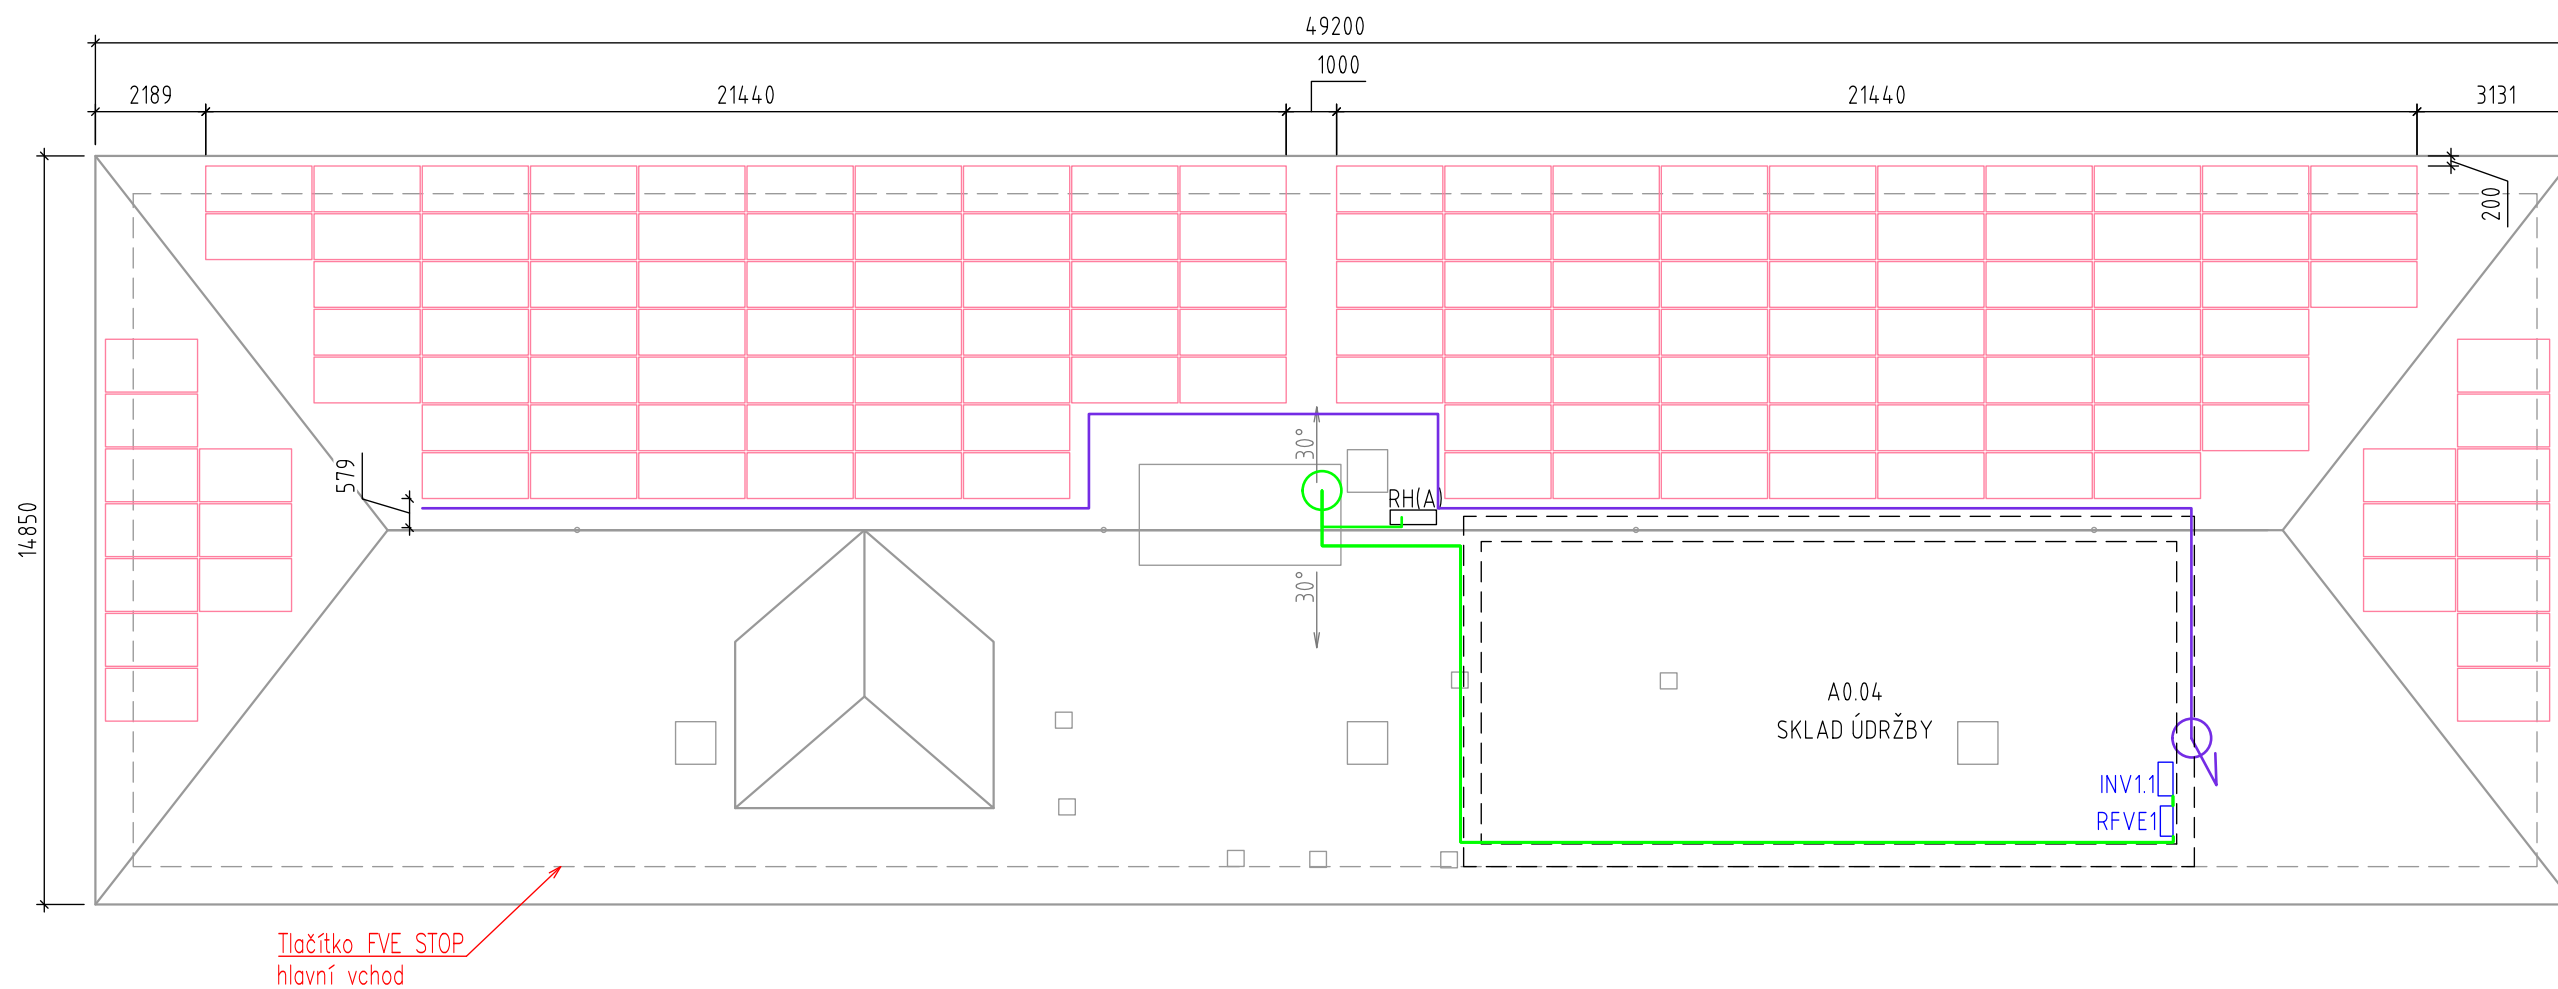 49200
1000
2189
21440
21440
3131
200
30°
579
RH(A)
14850
30°
A0.04
SKLAD ÚDRŽBY
INV1.1
RFVE1
Tlačítko FVE STOP
hlavní vchod